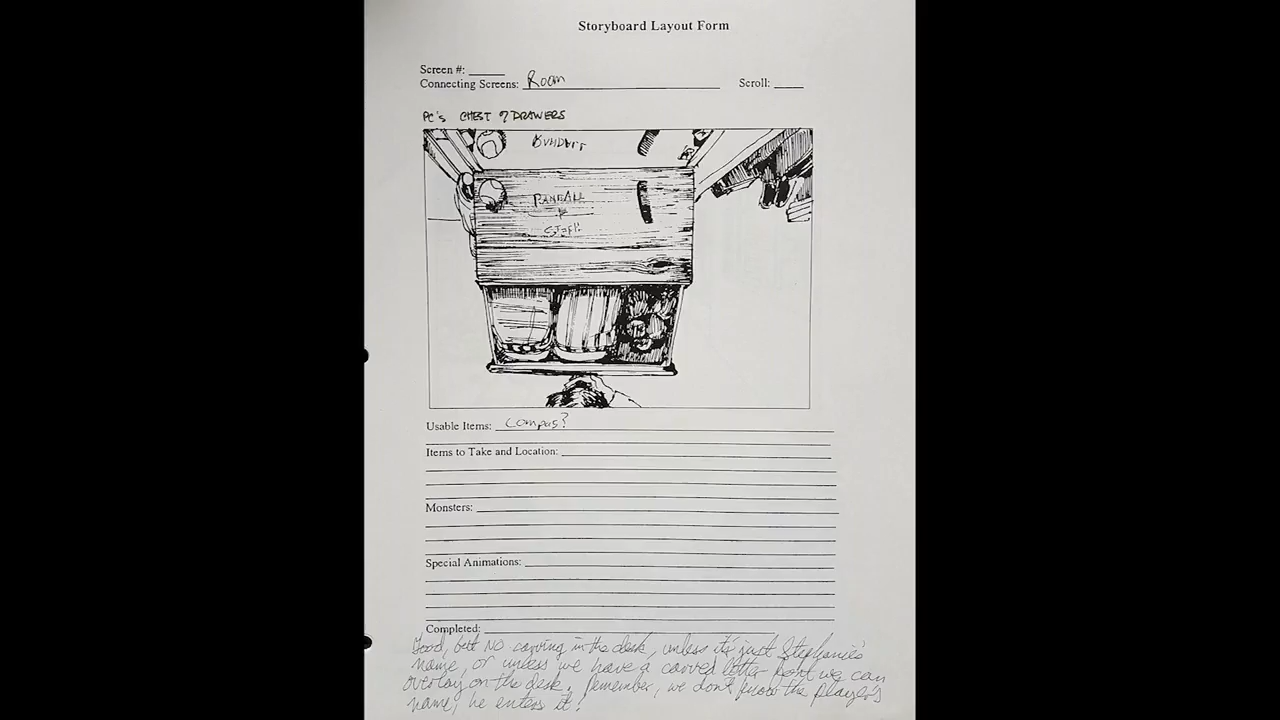 Storyboard Layout Form
Screen #:
Connecting Screens: Room Scroll:
PC's CHEST OF DRAWERS
RANDALL
+
STEPH
Usable Items: Compas?
Items to Take and Location:
Monsters:
Special Animations:
Completed:
Good, but NO carving in the desk, unless it's just Stephanie's
name, or unless we have a carved letter font we can
overlay on the desk. Remember, we don't know the player's
name, he enters it!